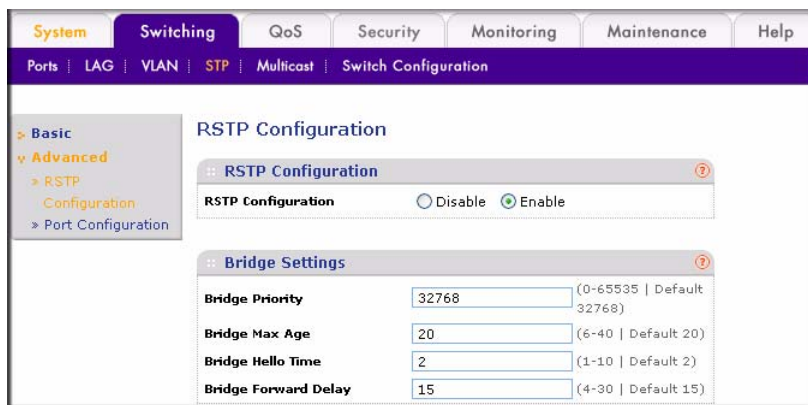 System Switching QoS Security Monitoring Maintenance Help
Ports LAG VLAN STP Multicast Switch Configuration
Basic
Advanced
» RSTP
Configuration
» Port Configuration
RSTP Configuration
RSTP Configuration ?
RSTP Configuration Disable Enable
Bridge Settings ?
Bridge Priority 32768 (0-65535 | Default
32768)
Bridge Max Age 20 (6-40 | Default 20)
Bridge Hello Time 2 (1-10 | Default 2)
Bridge Forward Delay 15 (4-30 | Default 15)